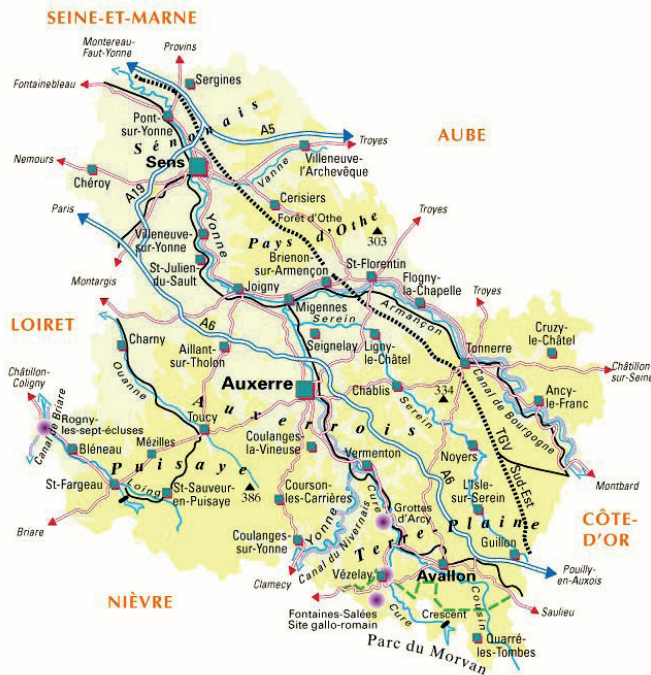 SEINE-ET-MARNE
Montereau-
Faut-Yonne
Provins
Fontainebleau
Sergines
Pont-
sur-Yonne
A5
Troyes
AUBE
Sénonais
Sens
Nemours
Chéroy
Vanne
Villeneuve-
l'Archevêque
A19
Cerisiers
Forêt d'Othe
Paris
Yonne
Troyes
Villeneuve-
sur-Yonne
Pays d'Othe
303
St-Julien-
du-Sault
Brienon-
sur-Armençon
St-Florentin
Flogny-
la-Chapelle
Troyes
Montargis
Joigny
Migennes
Armançon
LOIRET
A6
Serein
Charny
Aillant-
sur-Tholon
Seignelay
Ligny-
le-Châtel
Tonnerre
Cruzy-
le-Châtel
Châtillon-
Coligny
Ouanne
Auxerre
Chablis
334
Châtillon-
sur-Seine
Canal de Briare
Rogny-
les-sept-écluses
Toucy
Auxerrois
Serein
Canal de Bourgogne
Ancy-
le-Franc
Bléneau
Mézilles
Coulanges-
la-Vineuse
TGV
Sud-Est
Puisaye
Vermenton
Noyers
St-Fargeau
Loing
St-Sauveur-
en-Puisaye
386
Courson-
les-Carrières
A6
Montbard
L'Isle-
sur-Serein
Briare
Cure
Grottes
d'Arcy
CÔTE-
D'OR
Coulanges-
sur-Yonne
Yonne
Canal du Nivernais
Terre-Plaine
Guillon
Clamecy
Vézelay
Avallon
Pouilly-
en-Auxois
NIÈVRE
Fontaines-Salées
Site gallo-romain
Cure
Crescent
Cousin
Saulieu
Quarré-
les-Tombes
Parc du Morvan